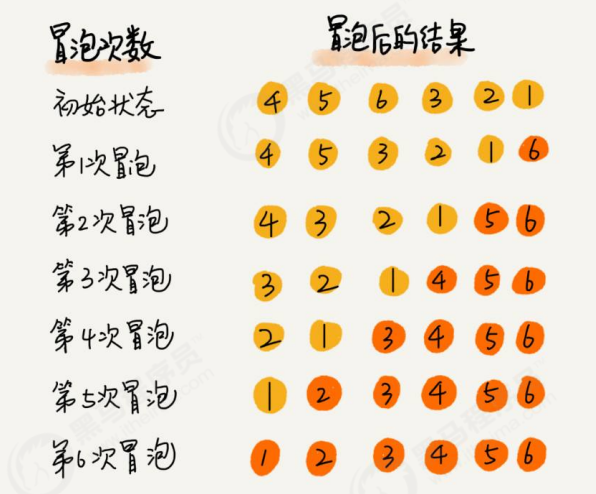 冒泡次数 冒泡后的结果
初始状态 4 5 6 3 2 1
第1次冒泡 4 5 3 2 1 6
第2次冒泡 4 3 2 1 5 6
第3次冒泡 3 2 1 4 5 6
第4次冒泡 2 1 3 4 5 6
第5次冒泡 1 2 3 4 5 6
第6次冒泡 1 2 3 4 5 6